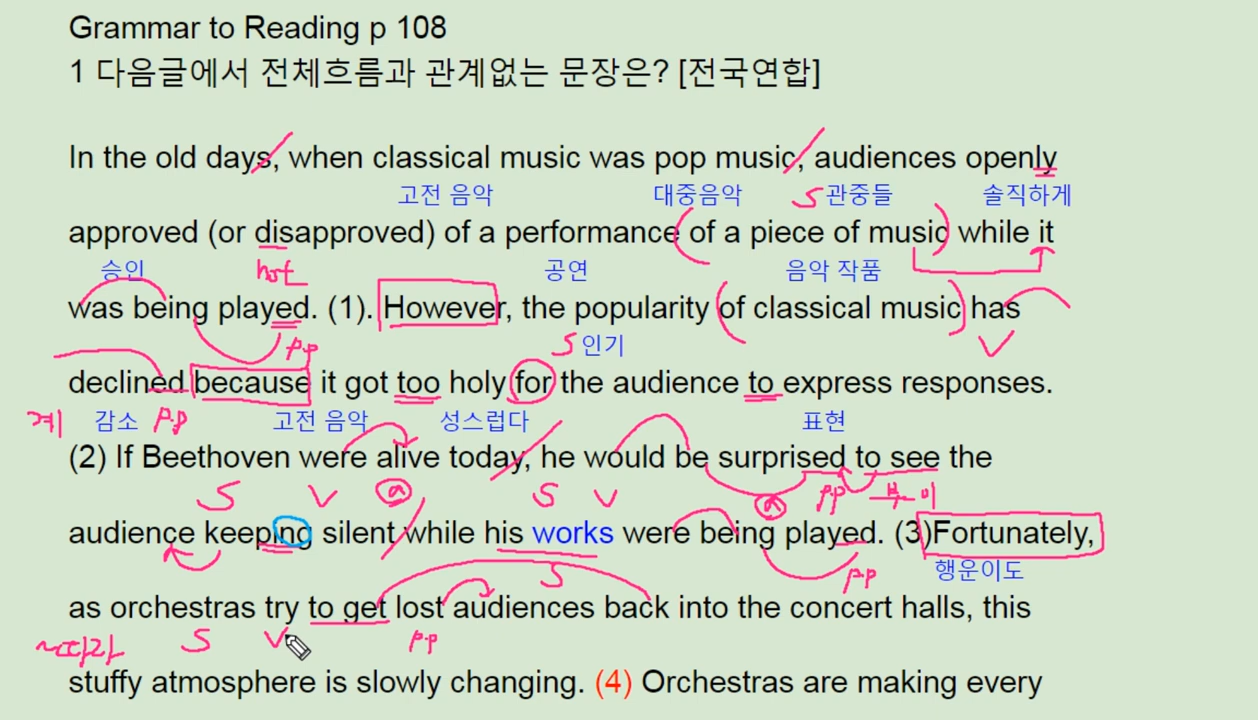 Grammar to Reading p 108
1 다음글에서 전체흐름과 관계없는 문장은? [전국연합]
In the old days, when classical music was pop music, audiences openly
고전 음악 대중음악 S 관중들 솔직하게
approved (or disapproved) of a performance (of a piece of music) while it
승인 not 공연 음악 작품
was being played. (1). However, the popularity (of classical music) has
P.P S 인기 V
declined because it got too holy for the audience to express responses.
계 감소 P.P 고전 음악 성스럽다 표현
(2) If Beethoven were alive today, he would be surprised to see the
S V ⓐ S V ⓐ PP 부 이
audience keeping silent while his works were being played. (3)Fortunately,
S PP 행운이도
as orchestras try to get lost audiences back into the concert halls, this
~따라 S V P.P
stuffy atmosphere is slowly changing. (4) Orchestras are making every